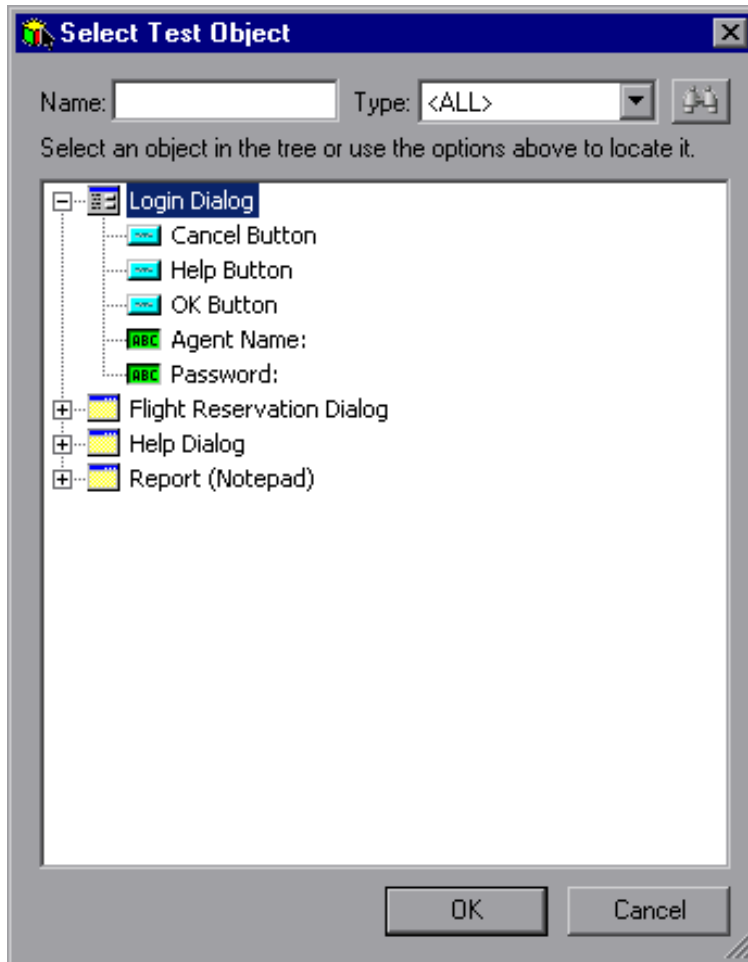 Select Test Object
Name: Type: <ALL>
Select an object in the tree or use the options above to locate it.
Login Dialog
Cancel Button
Help Button
OK Button
ABC Agent Name:
ABC Password:
Flight Reservation Dialog
Help Dialog
Report (Notepad)
OK Cancel